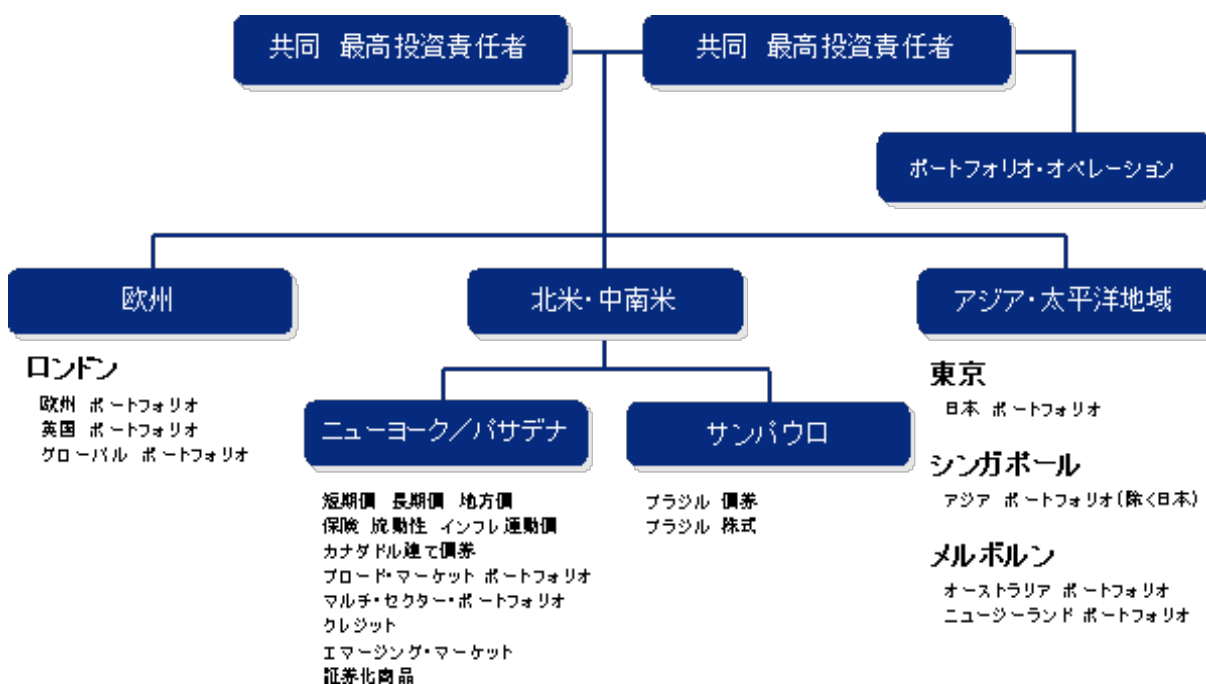 共同 最高投資責任者
共同 最高投資責任者
ポートフォリオ・オペレーション
欧州
北米・中南米
アジア・太平洋地域
ロンドン
欧州 ポートフォリオ
英国 ポートフォリオ
グローバル ポートフォリオ
ニューヨーク／パサデナ
短期債 長期債 地方債
保険 流動性 インフレ連動債
カナダドル建て債券
ブロード・マーケット ポートフォリオ
マルチ・セクター・ポートフォリオ
クレジット
エマージング・マーケット
証券化商品
サンパウロ
ブラジル 債券
ブラジル 株式
東京
日本 ポートフォリオ
シンガポール
アジア ポートフォリオ(除く日本)
メルボルン
オーストラリア ポートフォリオ
ニュージーランド ポートフォリオ